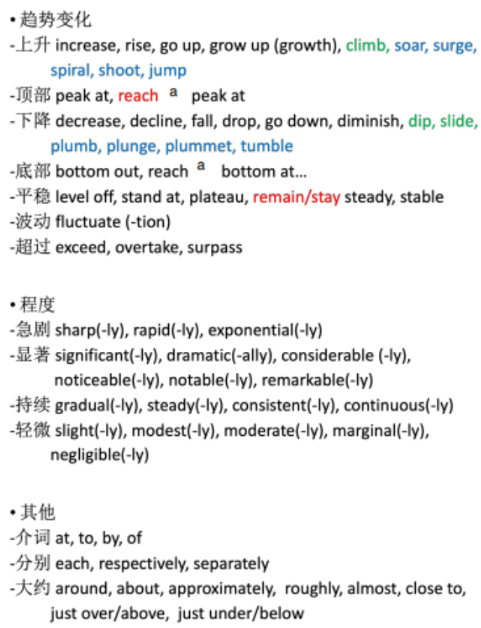 • 趋势变化
-上升 increase, rise, go up, grow up (growth), climb, soar, surge,
spiral, shoot, jump
-顶部 peak at, reach a peak at
-下降 decrease, decline, fall, drop, go down, diminish, dip, slide,
plumb, plunge, plummet, tumble
-底部 bottom out, reach a bottom at...
-平稳 level off, stand at, plateau, remain/stay steady, stable
-波动 fluctuate (-tion)
-超过 exceed, overtake, surpass
• 程度
-急剧 sharp(-ly), rapid(-ly), exponential(-ly)
-显著 significant(-ly), dramatic(-ally), considerable (-ly),
noticeable(-ly), notable(-ly), remarkable(-ly)
-持续 gradual(-ly), steady(-ly), consistent(-ly), continuous(-ly)
-轻微 slight(-ly), modest(-ly), moderate(-ly), marginal(-ly),
negligible(-ly)
• 其他
-介词 at, to, by, of
-分别 each, respectively, separately
-大约 around, about, approximately, roughly, almost, close to,
just over/above, just under/below